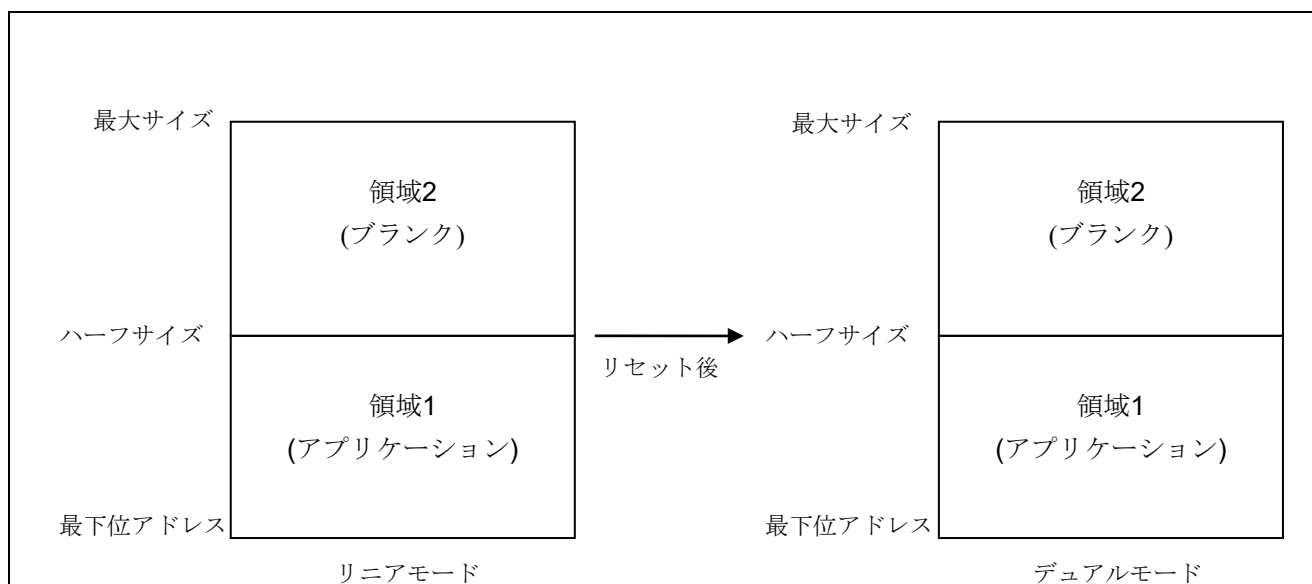 最大サイズ
領域2
(ブランク)
ハーフサイズ
領域1
(アプリケーション)
最下位アドレス
リニアモード
リセット後
最大サイズ
領域2
(ブランク)
ハーフサイズ
領域1
(アプリケーション)
最下位アドレス
デュアルモード